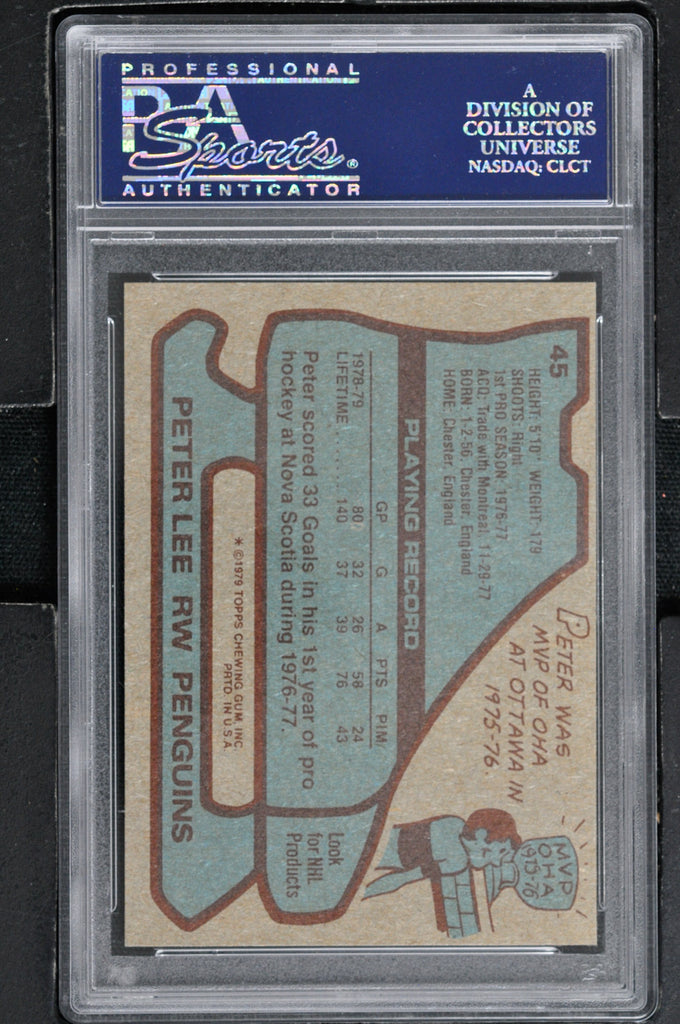 PROFESSIONAL
PSA
Sports®
AUTHENTICATOR
A
DIVISION OF
COLLECTORS
UNIVERSE
NASDAQ: CLCT
45
HEIGHT: 5'10" WEIGHT: 179
SHOOTS: Right
1st PRO SEASON: 1976-77
ACQ: Trade with Montreal, 11-29-77
BORN: 1-2-56, Chester, England
HOME: Chester, England
PETER WAS
MVP OF OHA
AT OTTAWA IN
1975-76.
MVP
OHA
1975-76
PLAYING RECORD
GP G A PTS PIM
1978-79 80 32 26 58 24
LIFETIME ........ 140 37 39 76 43
Peter scored 33 Goals in his 1st year of pro
hockey at Nova Scotia during 1976-77.
Look
for NHL
Products
* ©1979 TOPPS CHEWING GUM, INC.
PRTD. IN U.S.A.
PETER LEE RW PENGUINS